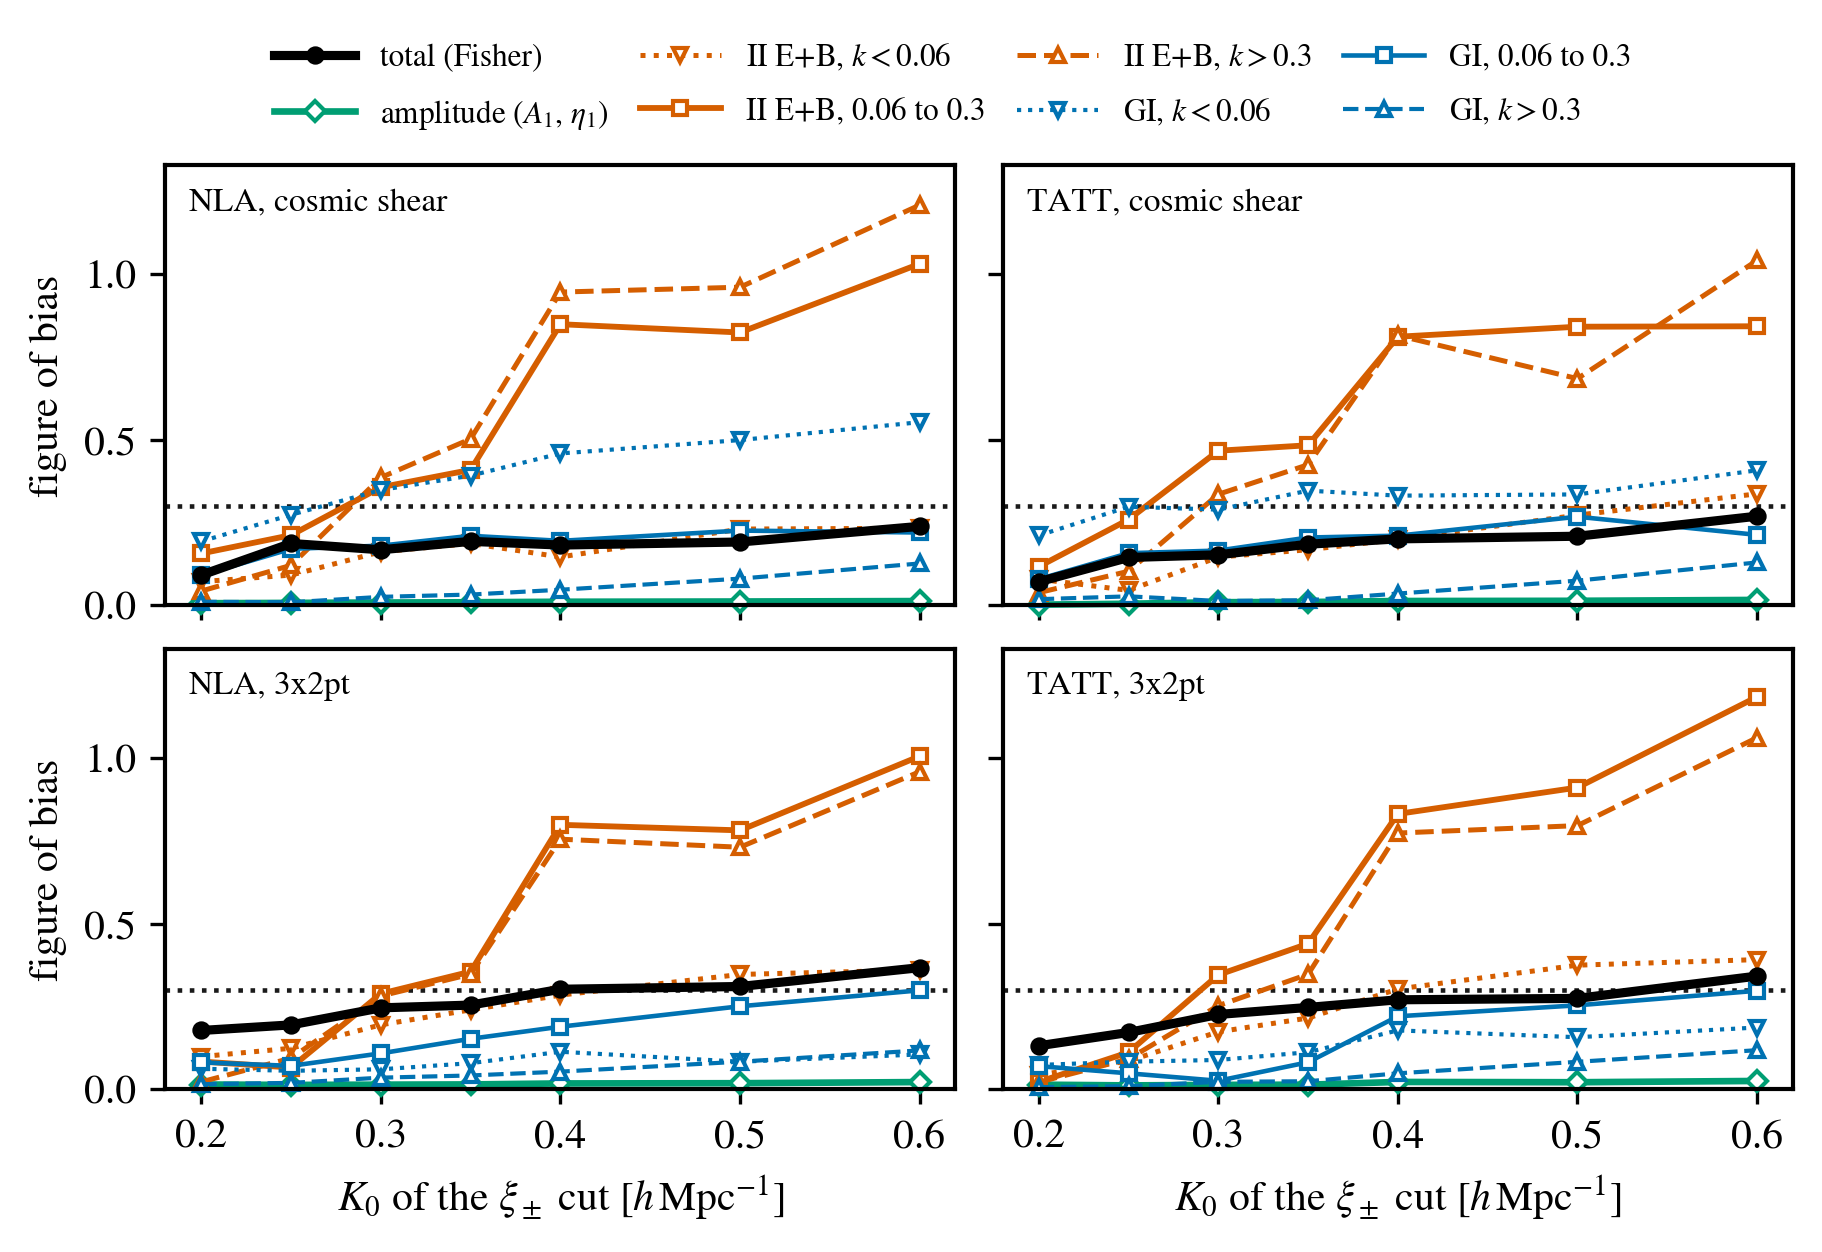 total (Fisher)
amplitude (A₁, η₁)
II E+B, k < 0.06
II E+B, 0.06 to 0.3
II E+B, k > 0.3
GI, k < 0.06
GI, 0.06 to 0.3
GI, k > 0.3
NLA, cosmic shear
TATT, cosmic shear
figure of bias
1.0
0.5
0.0
NLA, 3x2pt
TATT, 3x2pt
figure of bias
1.0
0.5
0.0
0.2 0.3 0.4 0.5 0.6
0.2 0.3 0.4 0.5 0.6
K₀ of the ξ± cut [h Mpc⁻¹]
K₀ of the ξ± cut [h Mpc⁻¹]